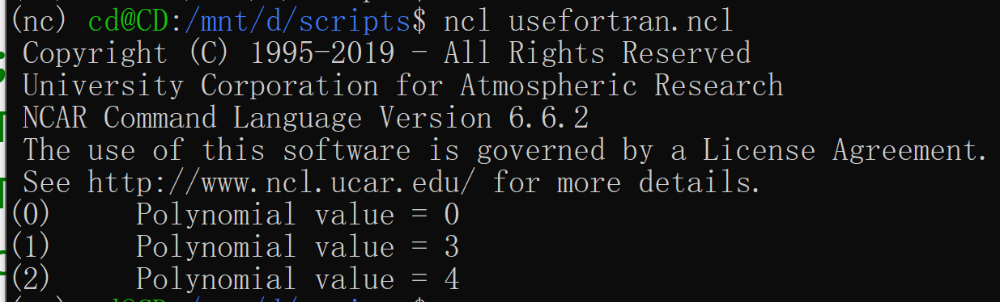 (nc) cd@CD:/mnt/d/scripts$ ncl usefortran.ncl
Copyright (C) 1995-2019 - All Rights Reserved
University Corporation for Atmospheric Research
NCAR Command Language Version 6.6.2
The use of this software is governed by a License Agreement.
See http://www.ncl.ucar.edu/ for more details.
(0)     Polynomial value = 0
(1)     Polynomial value = 3
(2)     Polynomial value = 4